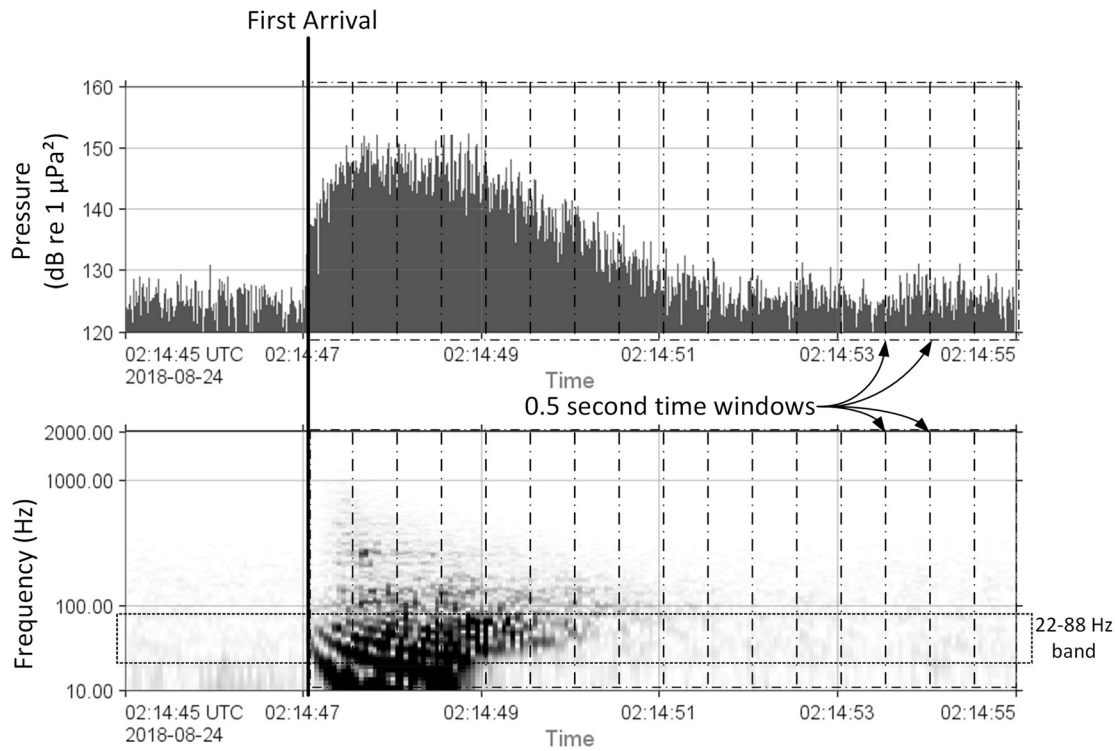 First Arrival
160
150
140
130
120
Pressure
(dB re 1 µPa²)
02:14:45 UTC
2018-08-24
02:14:47
02:14:49
02:14:51
02:14:53
02:14:55
Time
0.5 second time windows
2000.00
1000.00
100.00
10.00
Frequency (Hz)
22-88 Hz
band
02:14:45 UTC
2018-08-24
02:14:47
02:14:49
02:14:51
02:14:53
02:14:55
Time